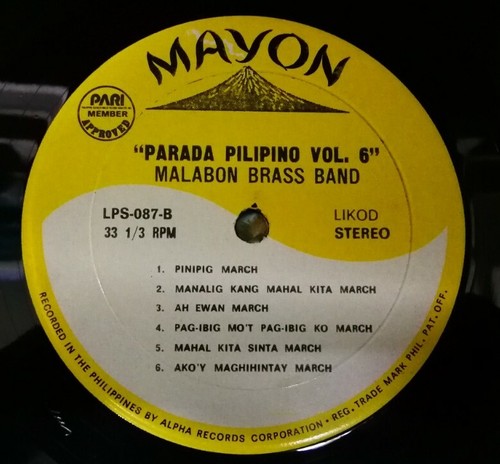 MAYON
PARI
MEMBER
APPROVED
"PARADA PILIPINO VOL. 6"
MALABON BRASS BAND
LPS-087-B
33 1/3 RPM
LIKOD
STEREO
1. PINIPIG MARCH
2. MANALIG KANG MAHAL KITA MARCH
3. AH EWAN MARCH
4. PAG-IBIG MO'T PAG-IBIG KO MARCH
5. MAHAL KITA SINTA MARCH
6. AKO'Y MAGHIHINTAY MARCH
RECORDED IN THE PHILIPPINES BY ALPHA RECORDS CORPORATION • REG. TRADE MARK PHIL. PAT. OFF.